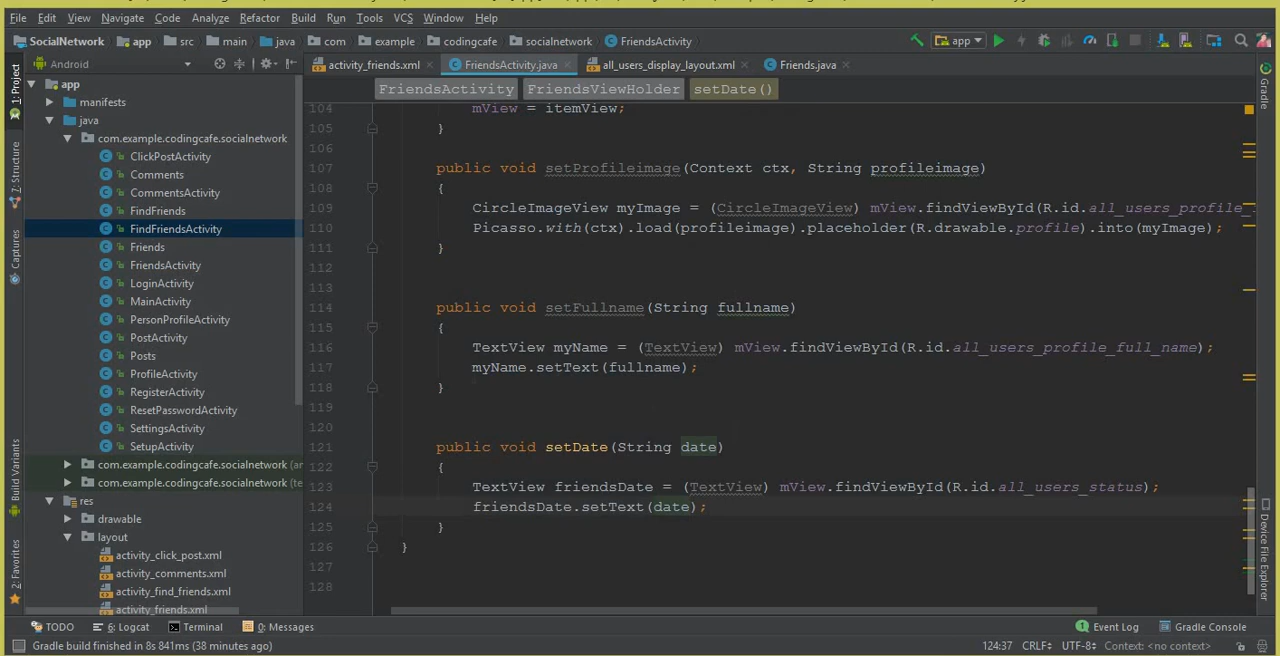 File Edit View Navigate Code Analyze Refactor Build Run Tools VCS Window Help
SocialNetwork app src main java com example codingcafe socialnetwork FriendsActivity app
Android activity_friends.xml FriendsActivity.java all_users_display_layout.xml Friends.java
FriendsActivity FriendsViewHolder setDate()
1: Project
7: Structure
Captures
Build Variants
2: Favorites
app
manifests
java
com.example.codingcafe.socialnetwork
ClickPostActivity
Comments
CommentsActivity
FindFriends
FindFriendsActivity
Friends
FriendsActivity
LoginActivity
MainActivity
PersonProfileActivity
PostActivity
Posts
ProfileActivity
RegisterActivity
ResetPasswordActivity
SettingsActivity
SetupActivity
com.example.codingcafe.socialnetwork (an
com.example.codingcafe.socialnetwork (te
res
drawable
layout
activity_click_post.xml
activity_comments.xml
activity_find_friends.xml
activity_friends.xml
104 mView = itemView;
105 }
106
107 public void setProfileimage(Context ctx, String profileimage)
108 {
109 CircleImageView myImage = (CircleImageView) mView.findViewById(R.id.all_users_profile_
110 Picasso.with(ctx).load(profileimage).placeholder(R.drawable.profile).into(myImage);
111 }
112
113
114 public void setFullname(String fullname)
115 {
116 TextView myName = (TextView) mView.findViewById(R.id.all_users_profile_full_name);
117 myName.setText(fullname);
118 }
119
120
121 public void setDate(String date)
122 {
123 TextView friendsDate = (TextView) mView.findViewById(R.id.all_users_status);
124 friendsDate.setText(date);
125 }
126 }
127
128
Gradle
Device File Explorer
TODO 6: Logcat Terminal 0: Messages 1 Event Log Gradle Console
Gradle build finished in 8s 841ms (38 minutes ago) 124:37 CRLF UTF-8 Context: <no context>